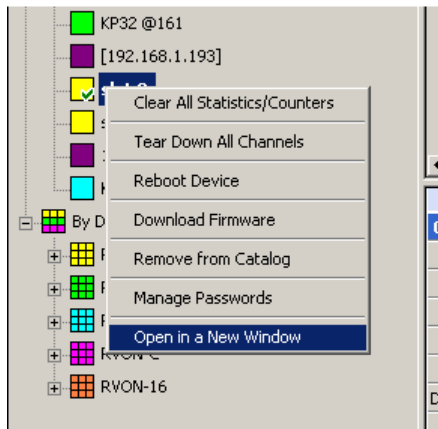 KP32 @161
[192.168.1.193]
Clear All Statistics/Counters
Tear Down All Channels
Reboot Device
Download Firmware
By D
Remove from Catalog
Manage Passwords
Open in a New Window
RVON-16